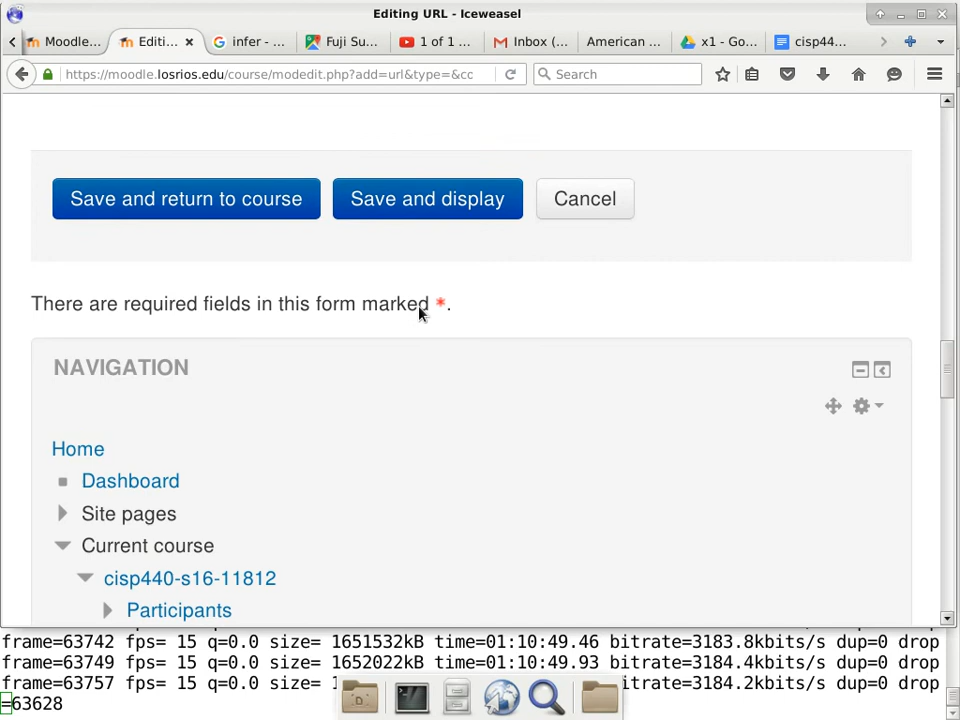 Editing URL - Iceweasel
Moodle...
Editi...
infer - ...
Fuji Su...
1 of 1 ...
Inbox (...
American ...
x1 - Go...
cisp44...
https://moodle.losrios.edu/course/modedit.php?add=url&type=&cc
Search
Save and return to course
Save and display
Cancel
There are required fields in this form marked *.
NAVIGATION
Home
Dashboard
Site pages
Current course
cisp440-s16-11812
Participants
frame=63742 fps= 15 q=0.0 size= 1651532kB time=01:10:49.46 bitrate=3183.8kbits/s dup=0 drop
frame=63749 fps= 15 q=0.0 size= 1652022kB time=01:10:49.93 bitrate=3184.4kbits/s dup=0 drop
frame=63757 fps= 15 q=0.0 size= itrate=3184.2kbits/s dup=0 drop
=63628